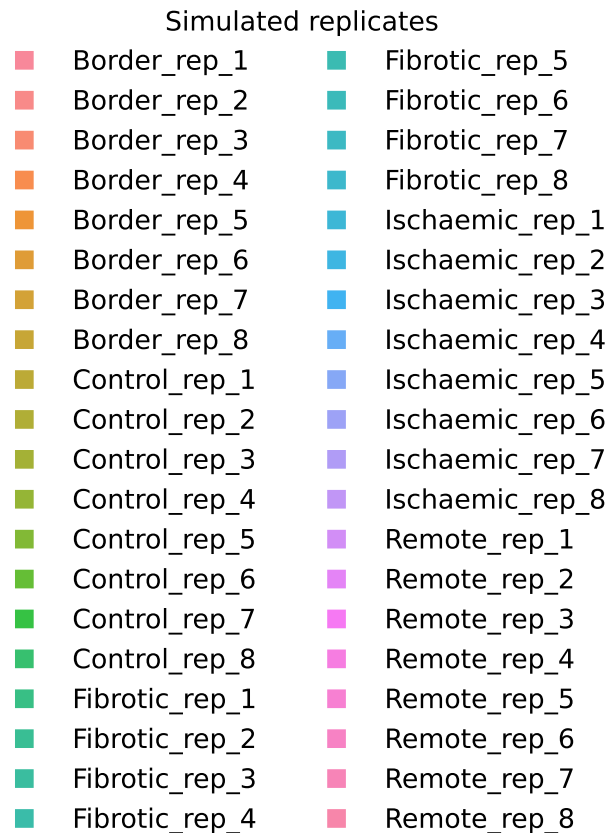 Simulated replicates
Border_rep_1
Border_rep_2
Border_rep_3
Border_rep_4
Border_rep_5
Border_rep_6
Border_rep_7
Border_rep_8
Control_rep_1
Control_rep_2
Control_rep_3
Control_rep_4
Control_rep_5
Control_rep_6
Control_rep_7
Control_rep_8
Fibrotic_rep_1
Fibrotic_rep_2
Fibrotic_rep_3
Fibrotic_rep_4
Fibrotic_rep_5
Fibrotic_rep_6
Fibrotic_rep_7
Fibrotic_rep_8
Ischaemic_rep_1
Ischaemic_rep_2
Ischaemic_rep_3
Ischaemic_rep_4
Ischaemic_rep_5
Ischaemic_rep_6
Ischaemic_rep_7
Ischaemic_rep_8
Remote_rep_1
Remote_rep_2
Remote_rep_3
Remote_rep_4
Remote_rep_5
Remote_rep_6
Remote_rep_7
Remote_rep_8